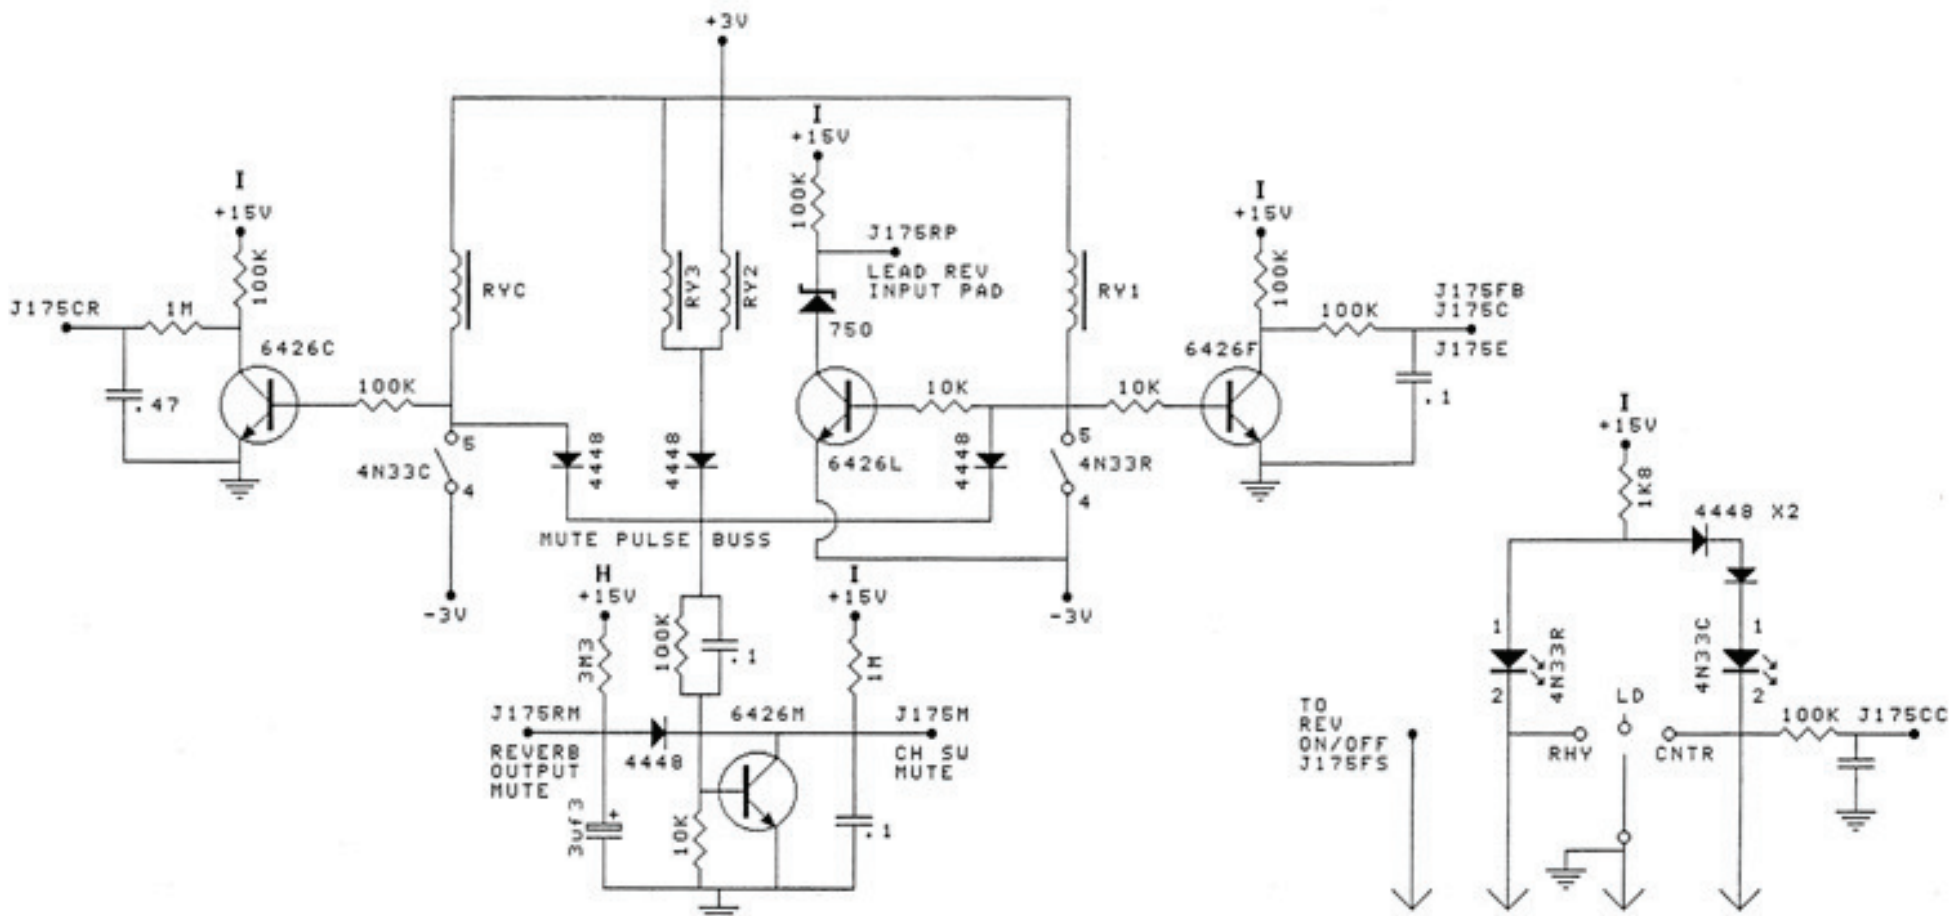 +3V
I
+15V
100K
J175RP
LEAD REV
INPUT PAD
750
I
+15V
100K
J175CR
1M
.47
6426C
100K
RYC
RY3
RY2
RY1
I
+15V
100K
6426F
100K
J175FB
J175C
J175E
.1
5
4N33C
4
4448
4448
6426L
10K
10K
4448
5
4N33R
4
MUTE PULSE BUSS
-3V
-3V
H
+15V
3M3
100K
.1
I
+15V
1M
J175RM
REVERB
OUTPUT
MUTE
4448
6426M
J175M
CH SW
MUTE
3uf3
+
10K
.1
I
+15V
1K8
4448 X2
1
4N33R
2
1
4N33C
2
TO
REV
ON/OFF
J175FS
RHY
LD
CNTR
100K
J175CC